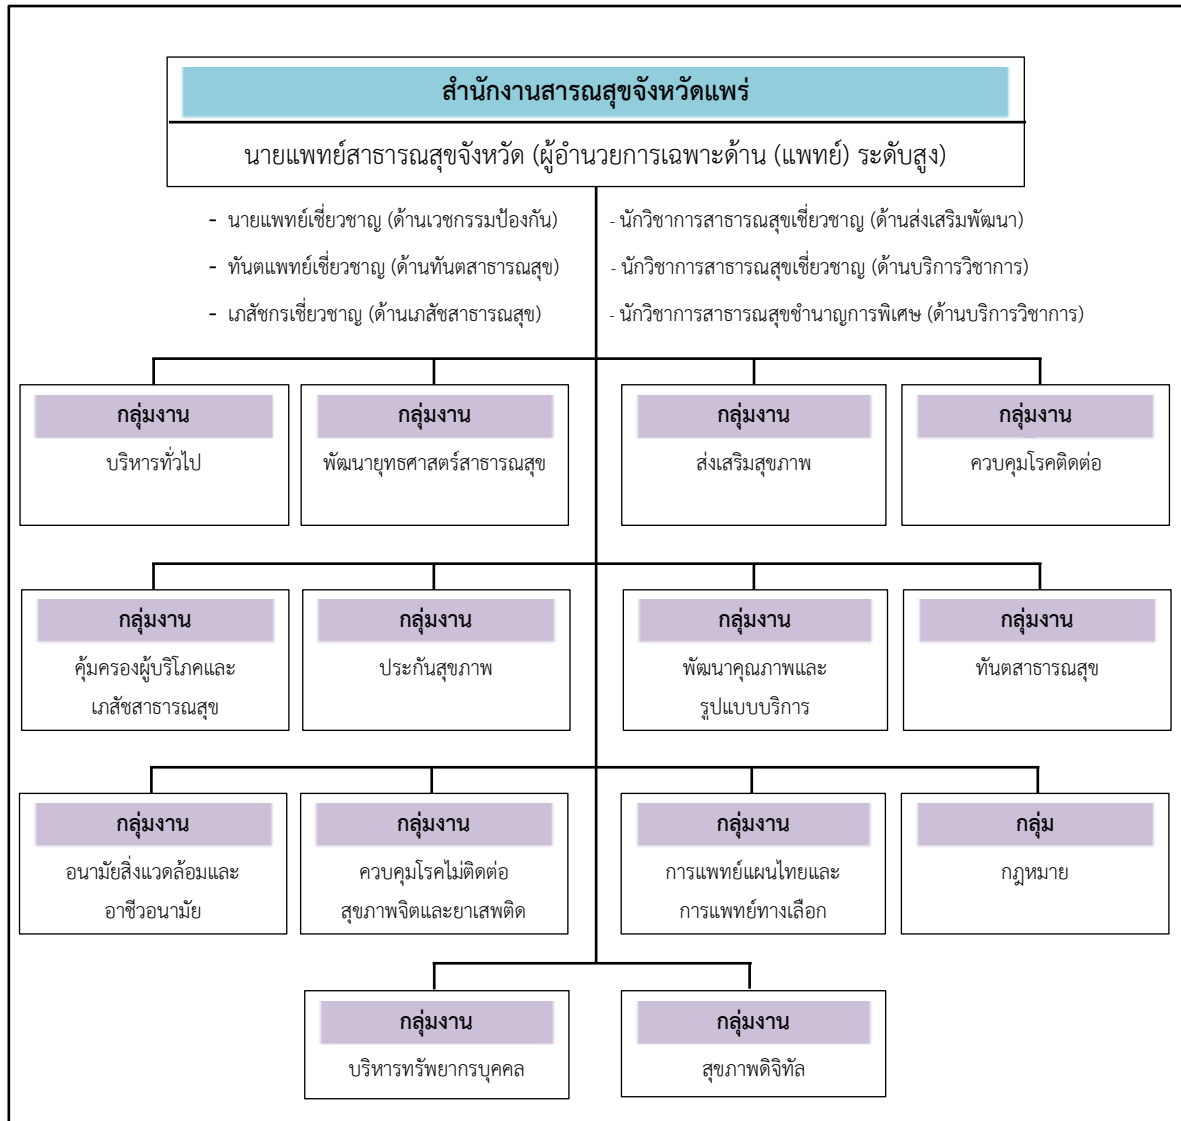 สำนักงานสารณสุขจังหวัดแพร่
นายแพทย์สาธารณสุขจังหวัด (ผู้อำนวยการเฉพาะด้าน (แพทย์) ระดับสูง)
- นายแพทย์เชี่ยวชาญ (ด้านเวชกรรมป้องกัน)
- นักวิชาการสาธารณสุขเชี่ยวชาญ (ด้านส่งเสริมพัฒนา)
- ทันตแพทย์เชี่ยวชาญ (ด้านทันตสาธารณสุข)
- นักวิชาการสาธารณสุขเชี่ยวชาญ (ด้านบริการวิชาการ)
- เภสัชกรเชี่ยวชาญ (ด้านเภสัชสาธารณสุข)
- นักวิชาการสาธารณสุขชำนาญการพิเศษ (ด้านบริการวิชาการ)
กลุ่มงาน
บริหารทั่วไป
กลุ่มงาน
พัฒนายุทธศาสตร์สาธารณสุข
กลุ่มงาน
ส่งเสริมสุขภาพ
กลุ่มงาน
ควบคุมโรคติดต่อ
กลุ่มงาน
คุ้มครองผู้บริโภคและ
เภสัชสาธารณสุข
กลุ่มงาน
ประกันสุขภาพ
กลุ่มงาน
พัฒนาคุณภาพและ
รูปแบบบริการ
กลุ่มงาน
ทันตสาธารณสุข
กลุ่มงาน
อนามัยสิ่งแวดล้อมและ
อาชีวอนามัย
กลุ่มงาน
ควบคุมโรคไม่ติดต่อ
สุขภาพจิตและยาเสพติด
กลุ่มงาน
การแพทย์แผนไทยและ
การแพทย์ทางเลือก
กลุ่ม
กฎหมาย
กลุ่มงาน
บริหารทรัพยากรบุคคล
กลุ่มงาน
สุขภาพดิจิทัล